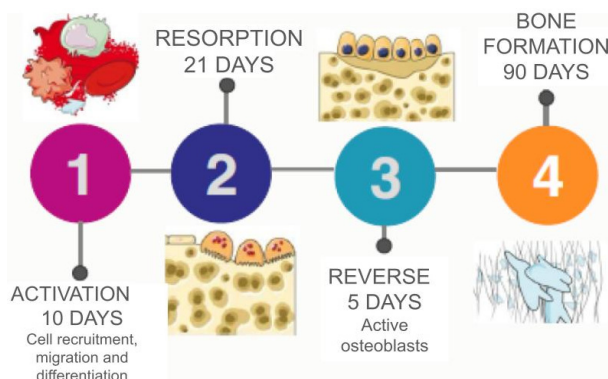 1
ACTIVATION
10 DAYS
Cell recruitment,
migration and
differentiation
RESORPTION
21 DAYS
2
3
REVERSE
5 DAYS
Active
osteoblasts
BONE
FORMATION
90 DAYS
4